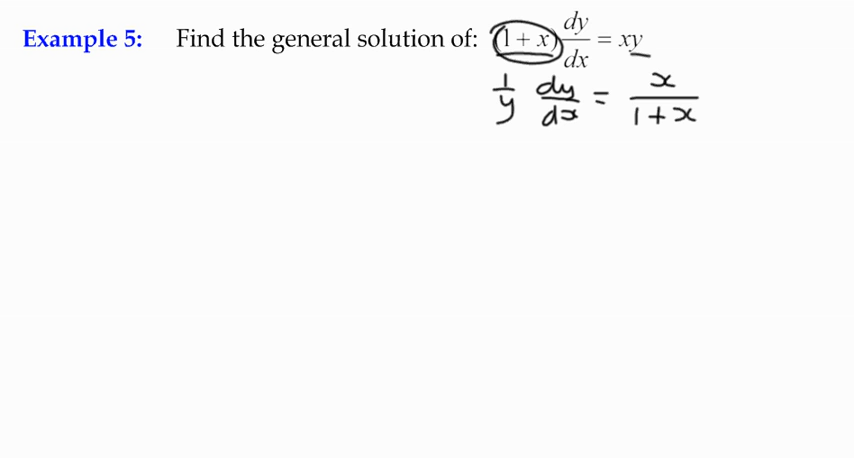 Example 5: Find the general solution of: (1 + x) dy/dx = xy
1/y dy/dx = x/(1+x)